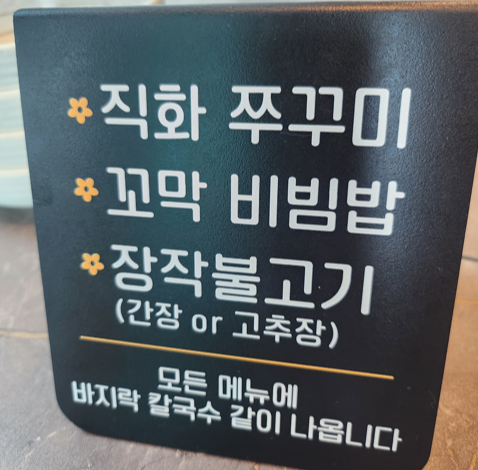 직화 쭈꾸미
꼬막 비빔밥
장작불고기
(간장 or 고추장)
모든 메뉴에
바지락 칼국수 같이 나옵니다